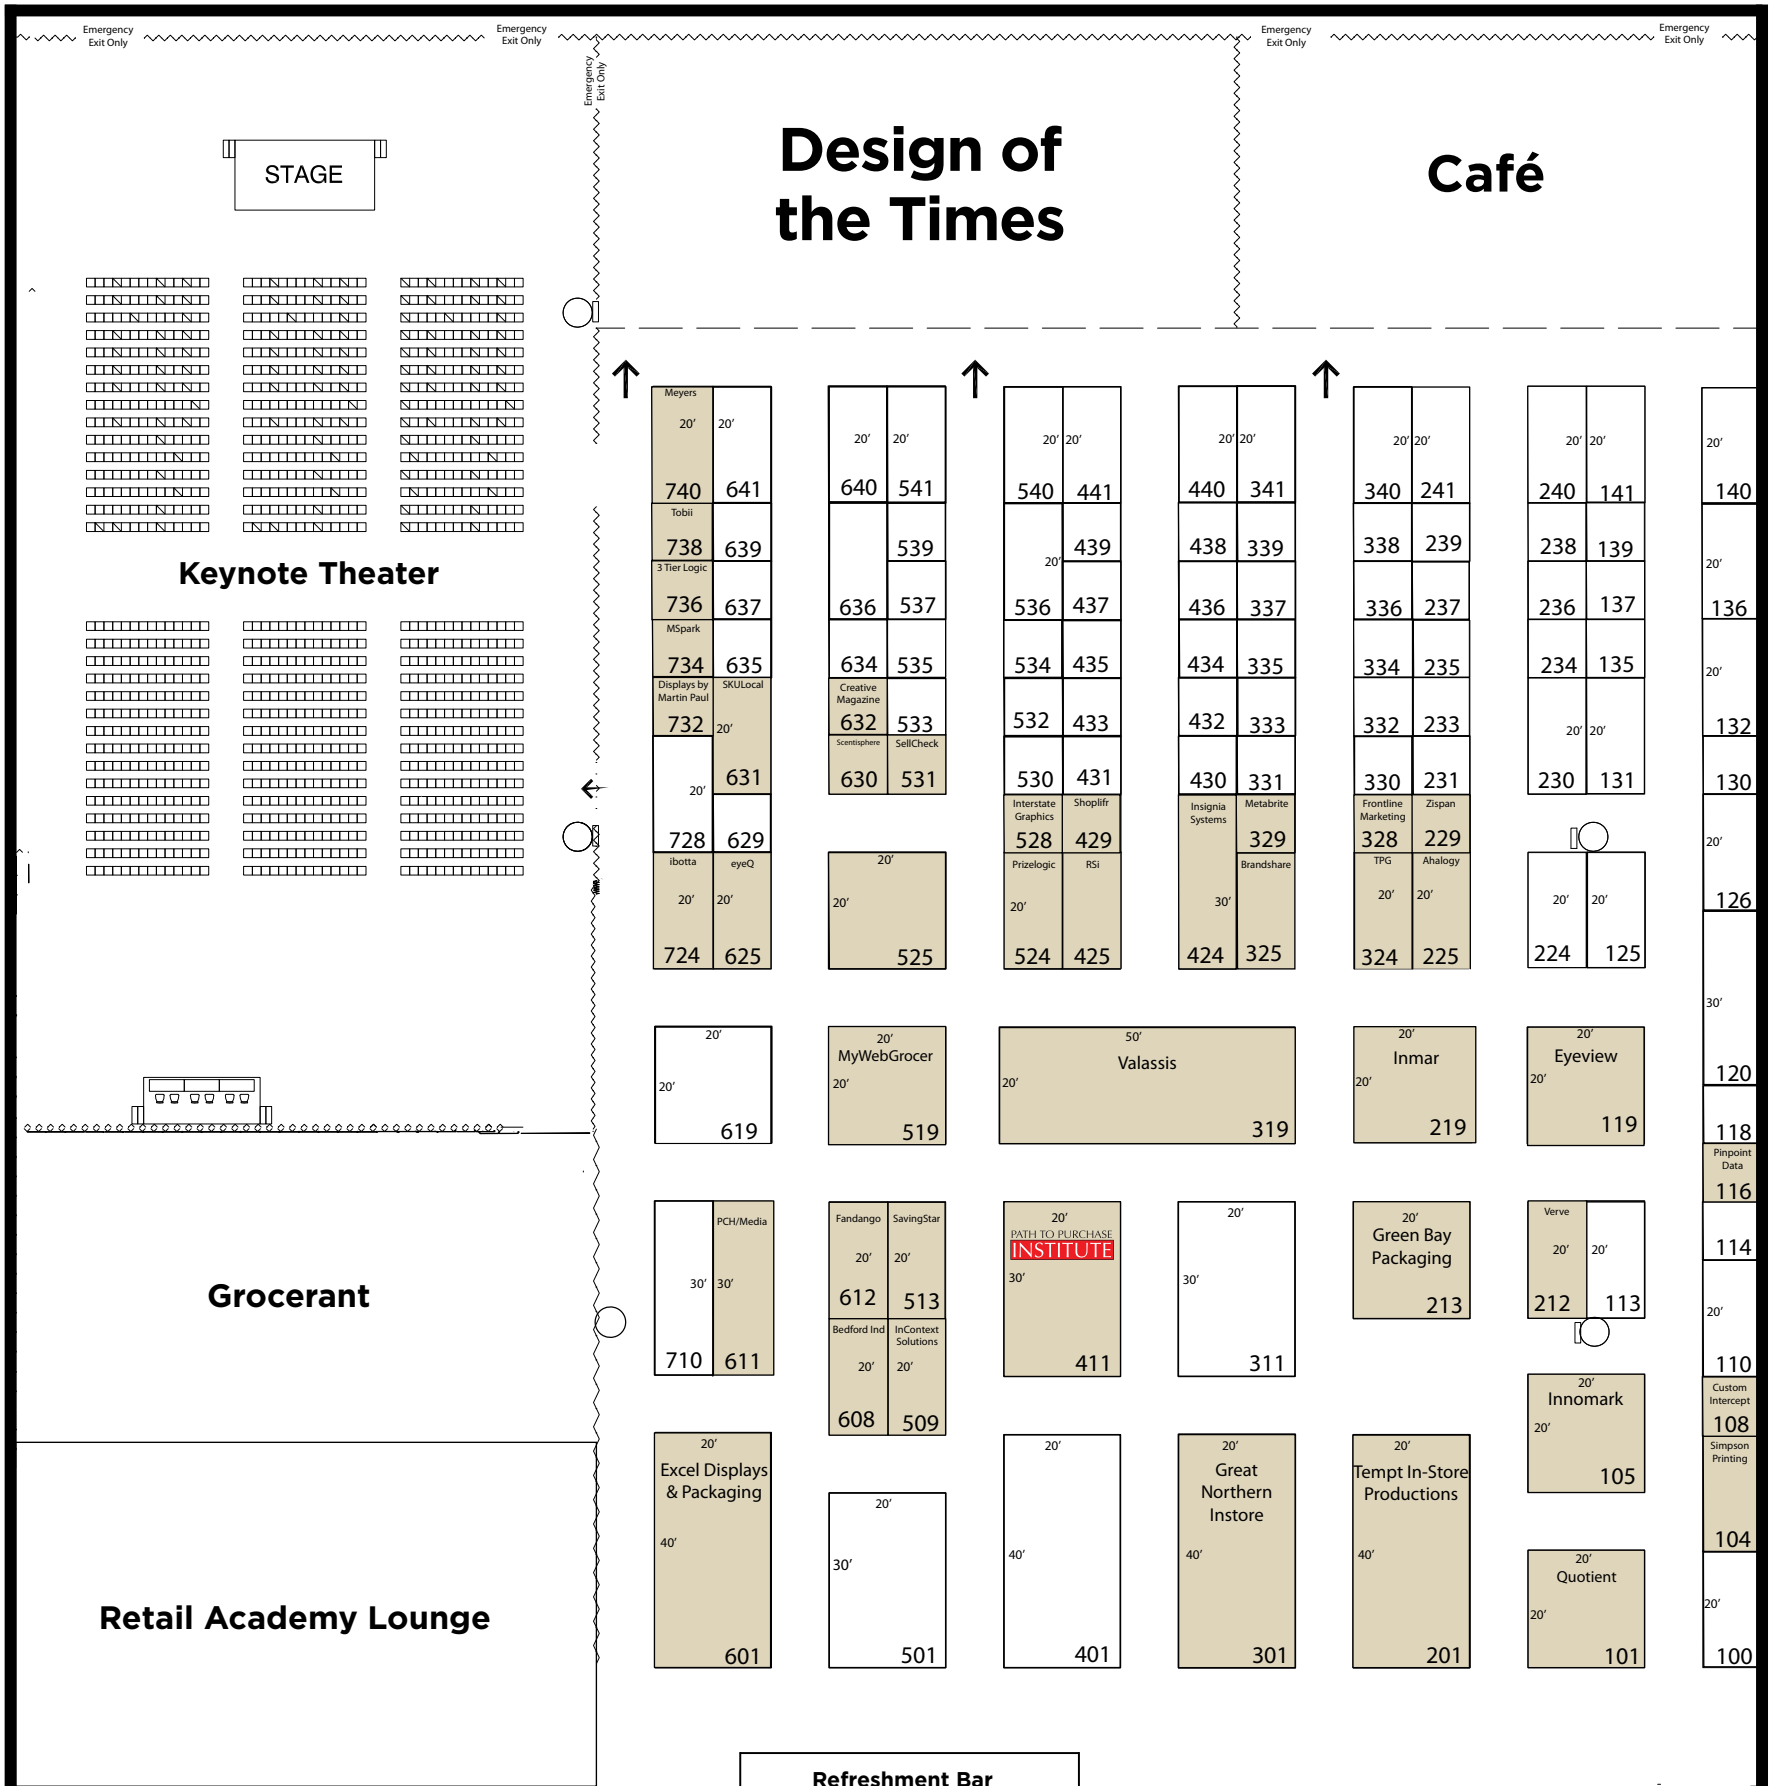 Emergency
Exit Only
Emergency
Exit Only
Emergency
Exit Only
Emergency
Exit Only
Emergency
Exit Only
STAGE
Design of
the Times
Café
Keynote Theater
Grocerant
Retail Academy Lounge
Meyers
20'
740
20'
641
Tobii
738
639
3 Tier Logic
736
637
MSpark
734
635
Displays by
Martin Paul
732
SKULocal
20'
631
20'
728
629
ibotta
20'
724
eyeQ
20'
625
20'
20'
619
30'
710
PCH/Media
30'
611
20'
Excel Displays
& Packaging
40'
601
20'
640
20'
541
539
636
537
634
535
Creative
Magazine
632
533
Scentisphere
630
SellCheck
531
20'
20'
525
20'
MyWebGrocer
20'
519
Fandango
20'
612
SavingStar
20'
513
Bedford Ind
20'
608
InContext
Solutions
20'
509
20'
30'
501
20'
540
20'
441
439
20'
536
437
534
435
532
433
530
431
Interstate
Graphics
528
Shoplifr
429
Prizelogic
20'
524
RSi
425
50'
Valassis
20'
319
20'
PATH TO PURCHASE
INSTITUTE
30'
411
20'
40'
401
20'
440
20'
341
438
339
436
337
434
335
432
333
430
331
Insignia
Systems
30'
424
Metabrite
329
Brandshare
325
20'
30'
311
20'
Great
Northern
Instore
40'
301
20'
340
20'
241
338
239
336
237
334
235
332
233
330
231
Frontline
Marketing
328
Zispan
229
TPG
20'
324
Ahalogy
20'
225
20'
Inmar
20'
219
20'
Green Bay
Packaging
213
20'
Tempt In-Store
Productions
40'
201
20'
240
20'
141
238
139
236
137
234
135
20'
230
20'
131
20'
224
20'
125
20'
Eyeview
20'
119
Verve
20'
212
20'
113
20'
Innomark
20'
105
20'
Quotient
20'
101
20'
140
20'
136
20'
132
130
20'
126
30'
120
118
Pinpoint
Data
116
114
20'
110
Custom
Intercept
108
Simpson
Printing
104
20'
100
Refreshment Bar